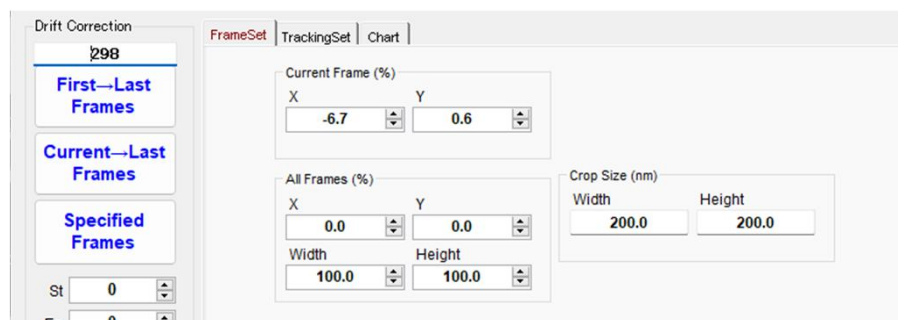 Drift Correction
298
First→Last
Frames
Current→Last
Frames
Specified
Frames
St 0
FrameSet TrackingSet Chart
Current Frame (%)
X Y
-6.7 0.6
All Frames (%)
X Y
0.0 0.0
Width Height
100.0 100.0
Crop Size (nm)
Width Height
200.0 200.0